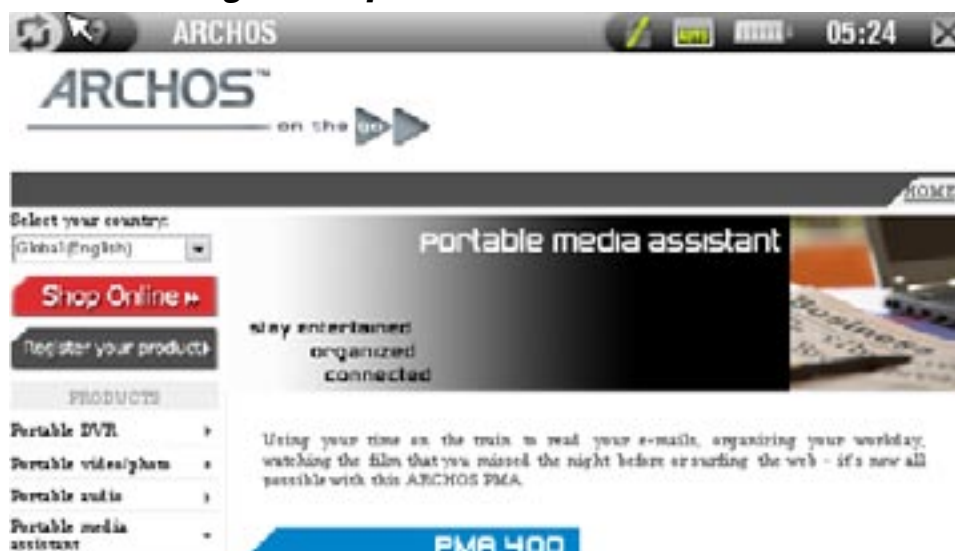 ARCHOS
05:24
ARCHOS™
on the go
HOME
Select your country:
Global (English)
Shop Online
Register your product
PRODUCTS
Portable DVR
Portable video/photo
Portable audio
Portable media
assistant
portable media assistant
stay entertained
organized
connected
Business
Using your time on the train to read your e-mails, organizing your workday,
watching the film that you missed the night before or surfing the web – it's now all
possible with this ARCHOS PMA
PMA 400